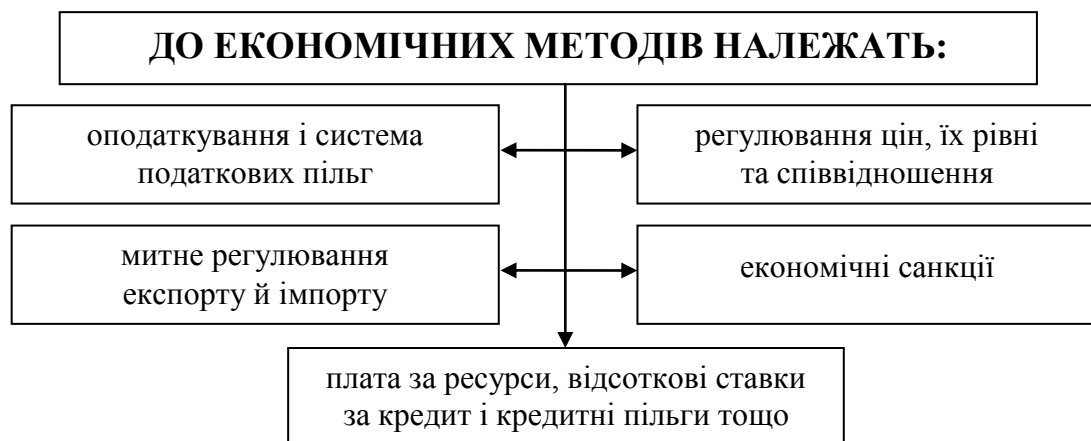 ДО ЕКОНОМІЧНИХ МЕТОДІВ НАЛЕЖАТЬ:
оподаткування і система
податкових пільг
регулювання цін, їх рівні
та співвідношення
митне регулювання
експорту й імпорту
економічні санкції
плата за ресурси, відсоткові ставки
за кредит і кредитні пільги тощо